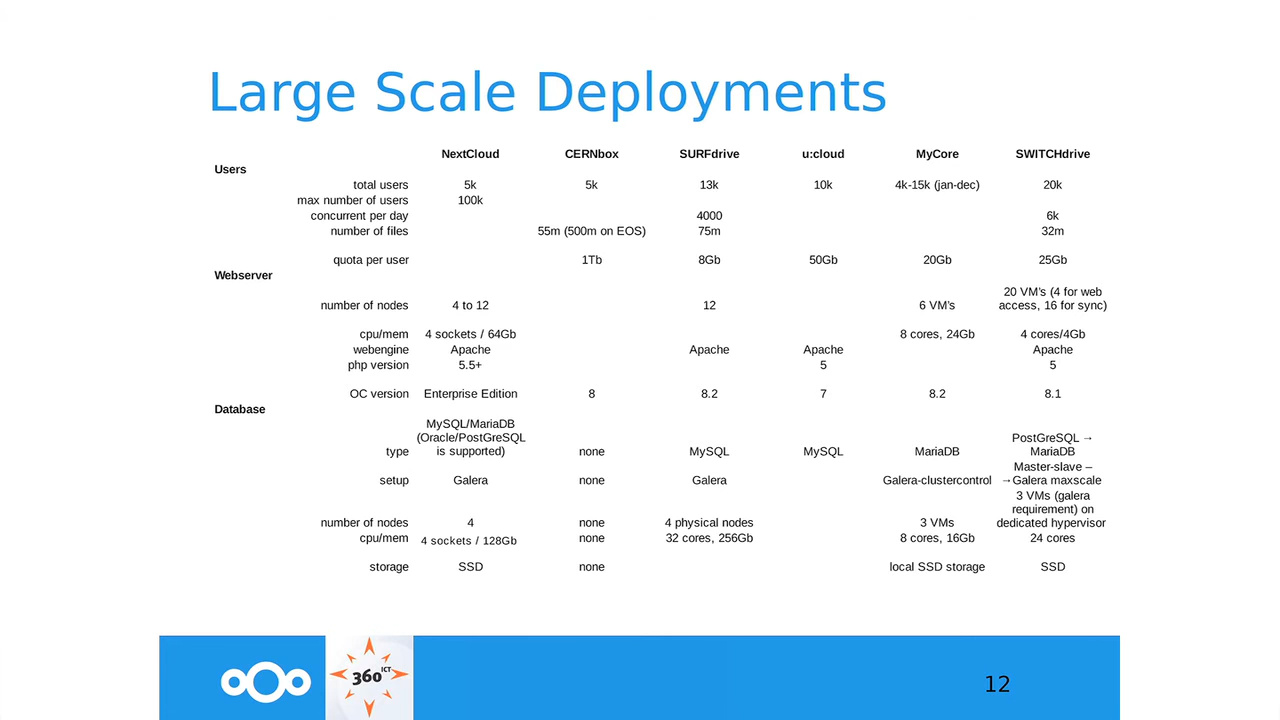 Large Scale Deployments
NextCloud CERNbox SURFdrive u:cloud MyCore SWITCHdrive
Users
total users 5k 5k 13k 10k 4k-15k (jan-dec) 20k
max number of users 100k
concurrent per day 4000 6k
number of files 55m (500m on EOS) 75m 32m
quota per user 1Tb 8Gb 50Gb 20Gb 25Gb
Webserver
20 VM's (4 for web
number of nodes 4 to 12 12 6 VM's access, 16 for sync)
cpu/mem 4 sockets / 64Gb 8 cores, 24Gb 4 cores/4Gb
webengine Apache Apache Apache Apache
php version 5.5+ 5 5
OC version Enterprise Edition 8 8.2 7 8.2 8.1
Database
MySQL/MariaDB
(Oracle/PostGreSQL PostGreSQL →
type is supported) none MySQL MySQL MariaDB MariaDB
Master-slave –
setup Galera none Galera Galera-clustercontrol →Galera maxscale
3 VMs (galera
requirement) on
number of nodes 4 none 4 physical nodes 3 VMs dedicated hypervisor
cpu/mem 4 sockets / 128Gb none 32 cores, 256Gb 8 cores, 16Gb 24 cores
storage SSD none local SSD storage SSD
360 ICT
12